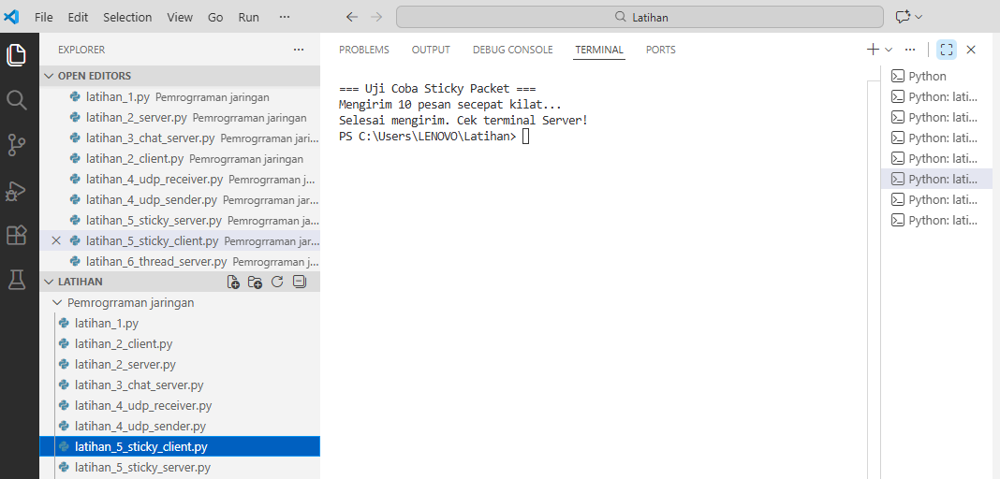 File Edit Selection View Go Run ···
Latihan
EXPLORER ···
OPEN EDITORS
latihan_1.py Pemrogrraman jaringan
latihan_2_server.py Pemrogrraman jaringan
latihan_3_chat_server.py Pemrogrraman jari...
latihan_2_client.py Pemrogrraman jaringan
latihan_4_udp_receiver.py Pemrogrraman j...
latihan_4_udp_sender.py Pemrogrraman jar...
latihan_5_sticky_server.py Pemrogrraman ja...
latihan_5_sticky_client.py Pemrogrraman jar...
latihan_6_thread_server.py Pemrogrraman j...
LATIHAN
Pemrogrraman jaringan
latihan_1.py
latihan_2_client.py
latihan_2_server.py
latihan_3_chat_server.py
latihan_4_udp_receiver.py
latihan_4_udp_sender.py
latihan_5_sticky_client.py
latihan_5_sticky_server.py
PROBLEMS OUTPUT DEBUG CONSOLE TERMINAL PORTS ···
=== Uji Coba Sticky Packet ===
Mengirim 10 pesan secepat kilat...
Selesai mengirim. Cek terminal Server!
PS C:\Users\LENOVO\Latihan>
Python
Python: lati...
Python: lati...
Python: lati...
Python: lati...
Python: lati...
Python: lati...
Python: lati...